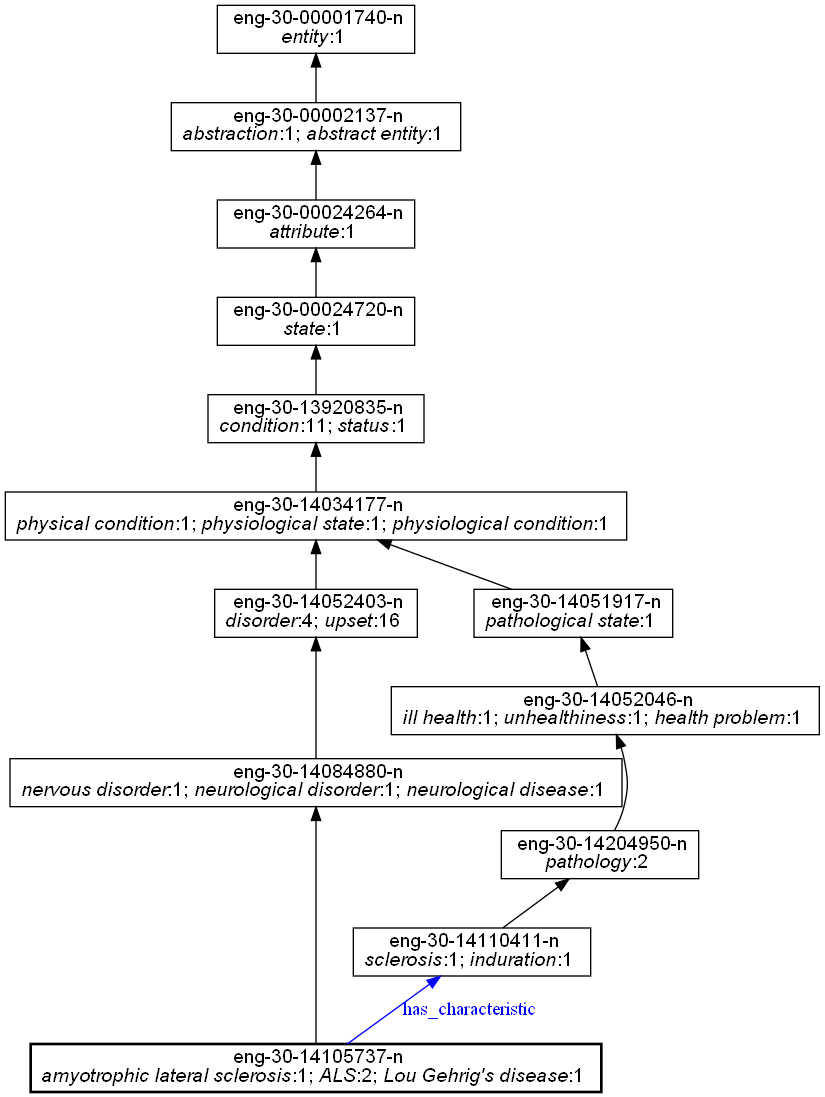 eng-30-00001740-n
entity:1
eng-30-00002137-n
abstraction:1; abstract entity:1
eng-30-00024264-n
attribute:1
eng-30-00024720-n
state:1
eng-30-13920835-n
condition:11; status:1
eng-30-14034177-n
physical condition:1; physiological state:1; physiological condition:1
eng-30-14052403-n
disorder:4; upset:16
eng-30-14051917-n
pathological state:1
eng-30-14052046-n
ill health:1; unhealthiness:1; health problem:1
eng-30-14084880-n
nervous disorder:1; neurological disorder:1; neurological disease:1
eng-30-14204950-n
pathology:2
eng-30-14110411-n
sclerosis:1; induration:1
has_characteristic
eng-30-14105737-n
amyotrophic lateral sclerosis:1; ALS:2; Lou Gehrig's disease:1